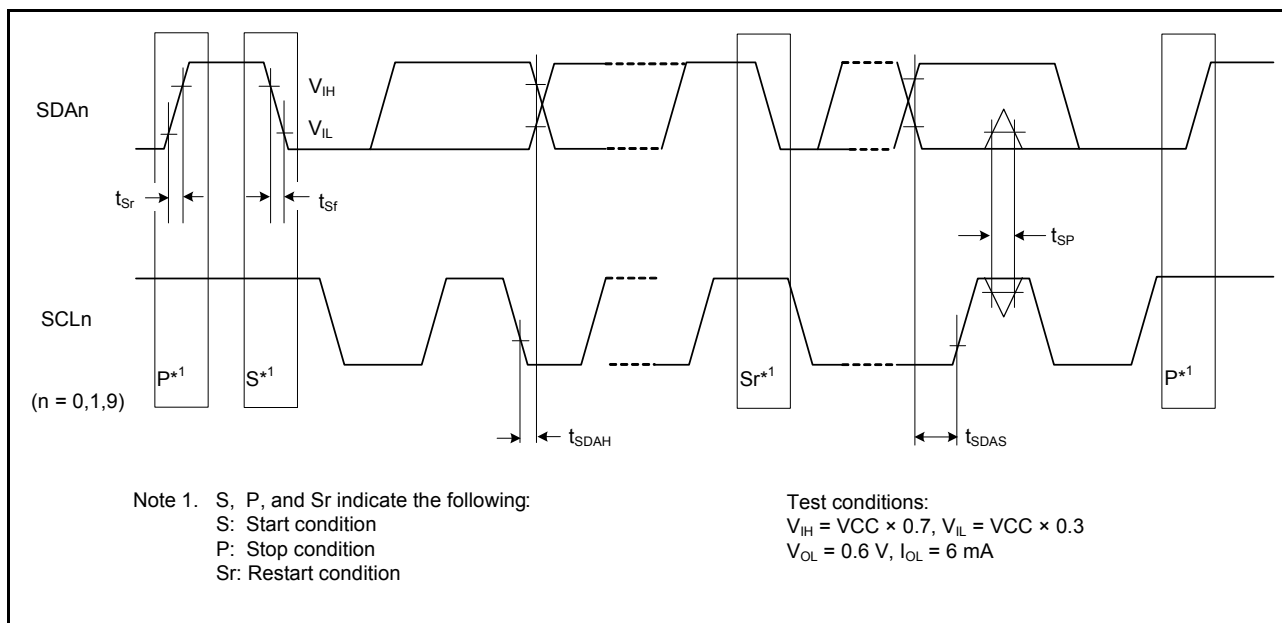 SDAn
V_IH
V_IL
t_Sr
t_Sf
t_SP
SCLn
P*1
S*1
Sr*1
P*1
(n = 0,1,9)
t_SDAH
t_SDAS
Note 1. S, P, and Sr indicate the following:
S: Start condition
P: Stop condition
Sr: Restart condition
Test conditions:
V_IH = VCC × 0.7, V_IL = VCC × 0.3
V_OL = 0.6 V, I_OL = 6 mA